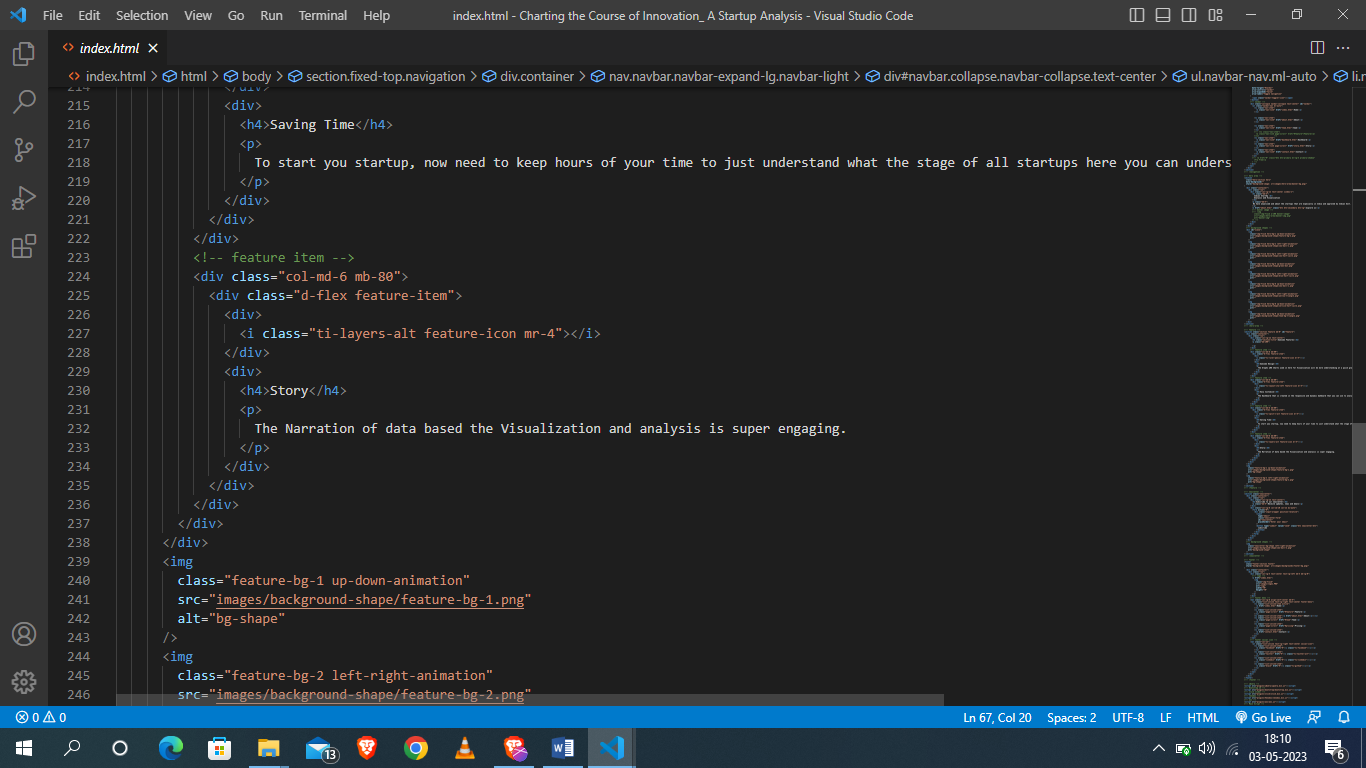 File Edit Selection View Go Run Terminal Help index.html - Charting the Course of Innovation_ A Startup Analysis - Visual Studio Code
<> index.html ×
<> index.html > html > body > section.fixed-top.navigation > div.container > nav.navbar.navbar-expand-lg.navbar-light > div#navbar.collapse.navbar-collapse.text-center > ul.navbar-nav.ml-auto > li.n
214 </div>
215 <div>
216 <h4>Saving Time</h4>
217 <p>
218 To start you startup, now need to keep hours of your time to just understand what the stage of all startups here you can unders
219 </p>
220 </div>
221 </div>
222 </div>
223 <!-- feature item -->
224 <div class="col-md-6 mb-80">
225 <div class="d-flex feature-item">
226 <div>
227 <i class="ti-layers-alt feature-icon mr-4"></i>
228 </div>
229 <div>
230 <h4>Story</h4>
231 <p>
232 The Narration of data based the Visualization and analysis is super engaging.
233 </p>
234 </div>
235 </div>
236 </div>
237 </div>
238 </div>
239 <img
240 class="feature-bg-1 up-down-animation"
241 src="images/background-shape/feature-bg-1.png"
242 alt="bg-shape"
243 />
244 <img
245 class="feature-bg-2 left-right-animation"
246 src="images/background-shape/feature-bg-2.png"
0 0 Ln 67, Col 20 Spaces: 2 UTF-8 LF HTML Go Live
13 W 18:10
03-05-2023 6